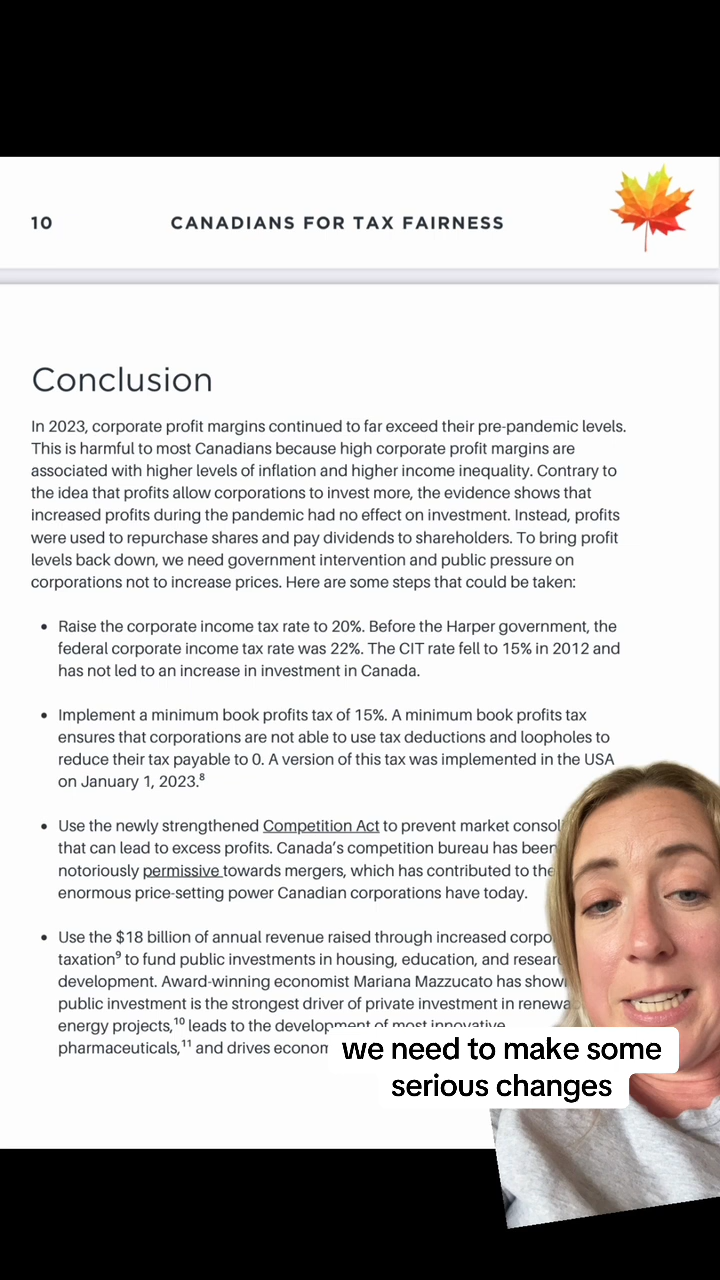 10
CANADIANS FOR TAX FAIRNESS
Conclusion
In 2023, corporate profit margins continued to far exceed their pre-pandemic levels.
This is harmful to most Canadians because high corporate profit margins are
associated with higher levels of inflation and higher income inequality. Contrary to
the idea that profits allow corporations to invest more, the evidence shows that
increased profits during the pandemic had no effect on investment. Instead, profits
were used to repurchase shares and pay dividends to shareholders. To bring profit
levels back down, we need government intervention and public pressure on
corporations not to increase prices. Here are some steps that could be taken:
• Raise the corporate income tax rate to 20%. Before the Harper government, the
federal corporate income tax rate was 22%. The CIT rate fell to 15% in 2012 and
has not led to an increase in investment in Canada.
• Implement a minimum book profits tax of 15%. A minimum book profits tax
ensures that corporations are not able to use tax deductions and loopholes to
reduce their tax payable to 0. A version of this tax was implemented in the USA
on January 1, 2023.⁸
• Use the newly strengthened Competition Act to prevent market
that can lead to excess profits. Canada's competition bureau has been
notoriously permissive towards mergers, which has contributed to the
enormous price-setting power Canadian corporations have today.
• Use the $18 billion of annual revenue raised through increased
taxation⁹ to fund public investments in housing, education, and
development. Award-winning economist Mariana Mazzucato has
public investment is the strongest driver of private investment in
energy projects,¹⁰ leads to the development of most innovative
pharmaceuticals,¹¹ and drives
we need to make some
serious changes